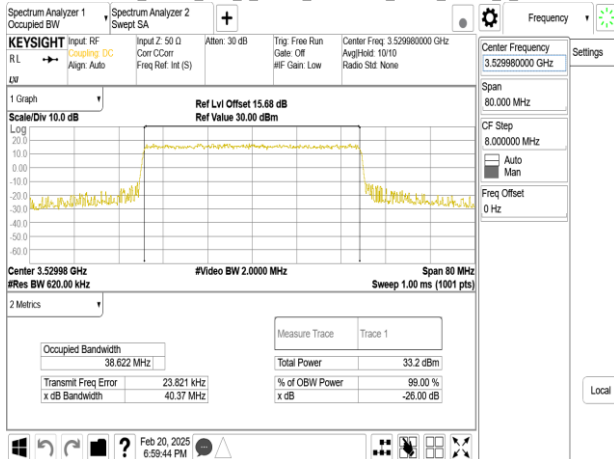 Spectrum Analyzer 1
Occupied BW
Spectrum Analyzer 2
Swept SA
+
Frequency
KEYSIGHT
RL
LXI
Input: RF
Coupling: DC
Align: Auto
Input Z: 50 Ω
Corr CCorr
Freq Ref: Int (S)
Atten: 30 dB
Trig: Free Run
Gate: Off
#IF Gain: Low
Center Freq: 3.529980000 GHz
Avg|Hold: 10/10
Radio Std: None
Center Frequency
3.529980000 GHz
Settings
Span
80.000 MHz
CF Step
8.000000 MHz
Auto
Man
Freq Offset
0 Hz
Local
1 Graph
Scale/Div 10.0 dB
Ref Lvl Offset 15.68 dB
Ref Value 30.00 dBm
Log
20.0
10.0
0.00
-10.0
-20.0
-30.0
-40.0
-50.0
-60.0
Center 3.52998 GHz
#Res BW 620.00 kHz
#Video BW 2.0000 MHz
Span 80 MHz
Sweep 1.00 ms (1001 pts)
2 Metrics
Occupied Bandwidth
38.622 MHz
Transmit Freq Error 23.821 kHz
x dB Bandwidth 40.37 MHz
Measure Trace Trace 1
Total Power 33.2 dBm
% of OBW Power 99.00 %
x dB -26.00 dB
?
Feb 20, 2025
6:59:44 PM